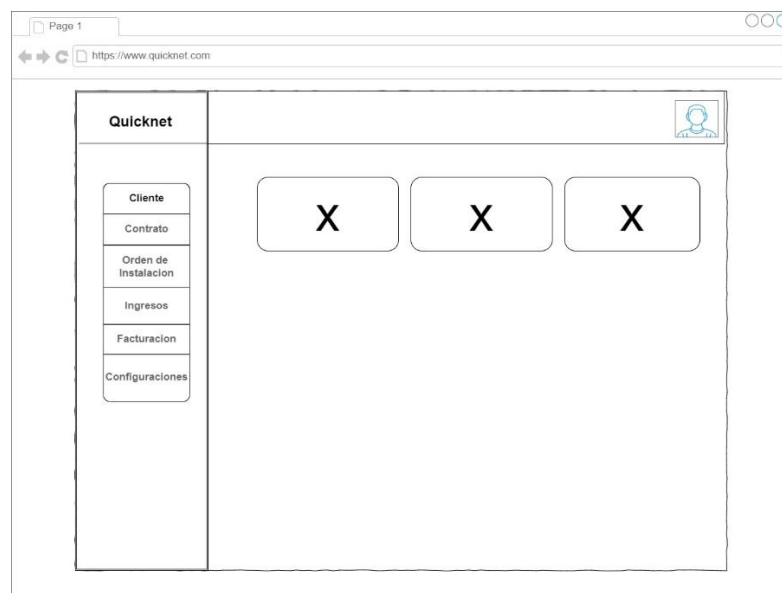 Page 1
https://www.quicknet.com
Quicknet
Cliente
Contrato
Orden de
Instalacion
Ingresos
Facturacion
Configuraciones
X X X